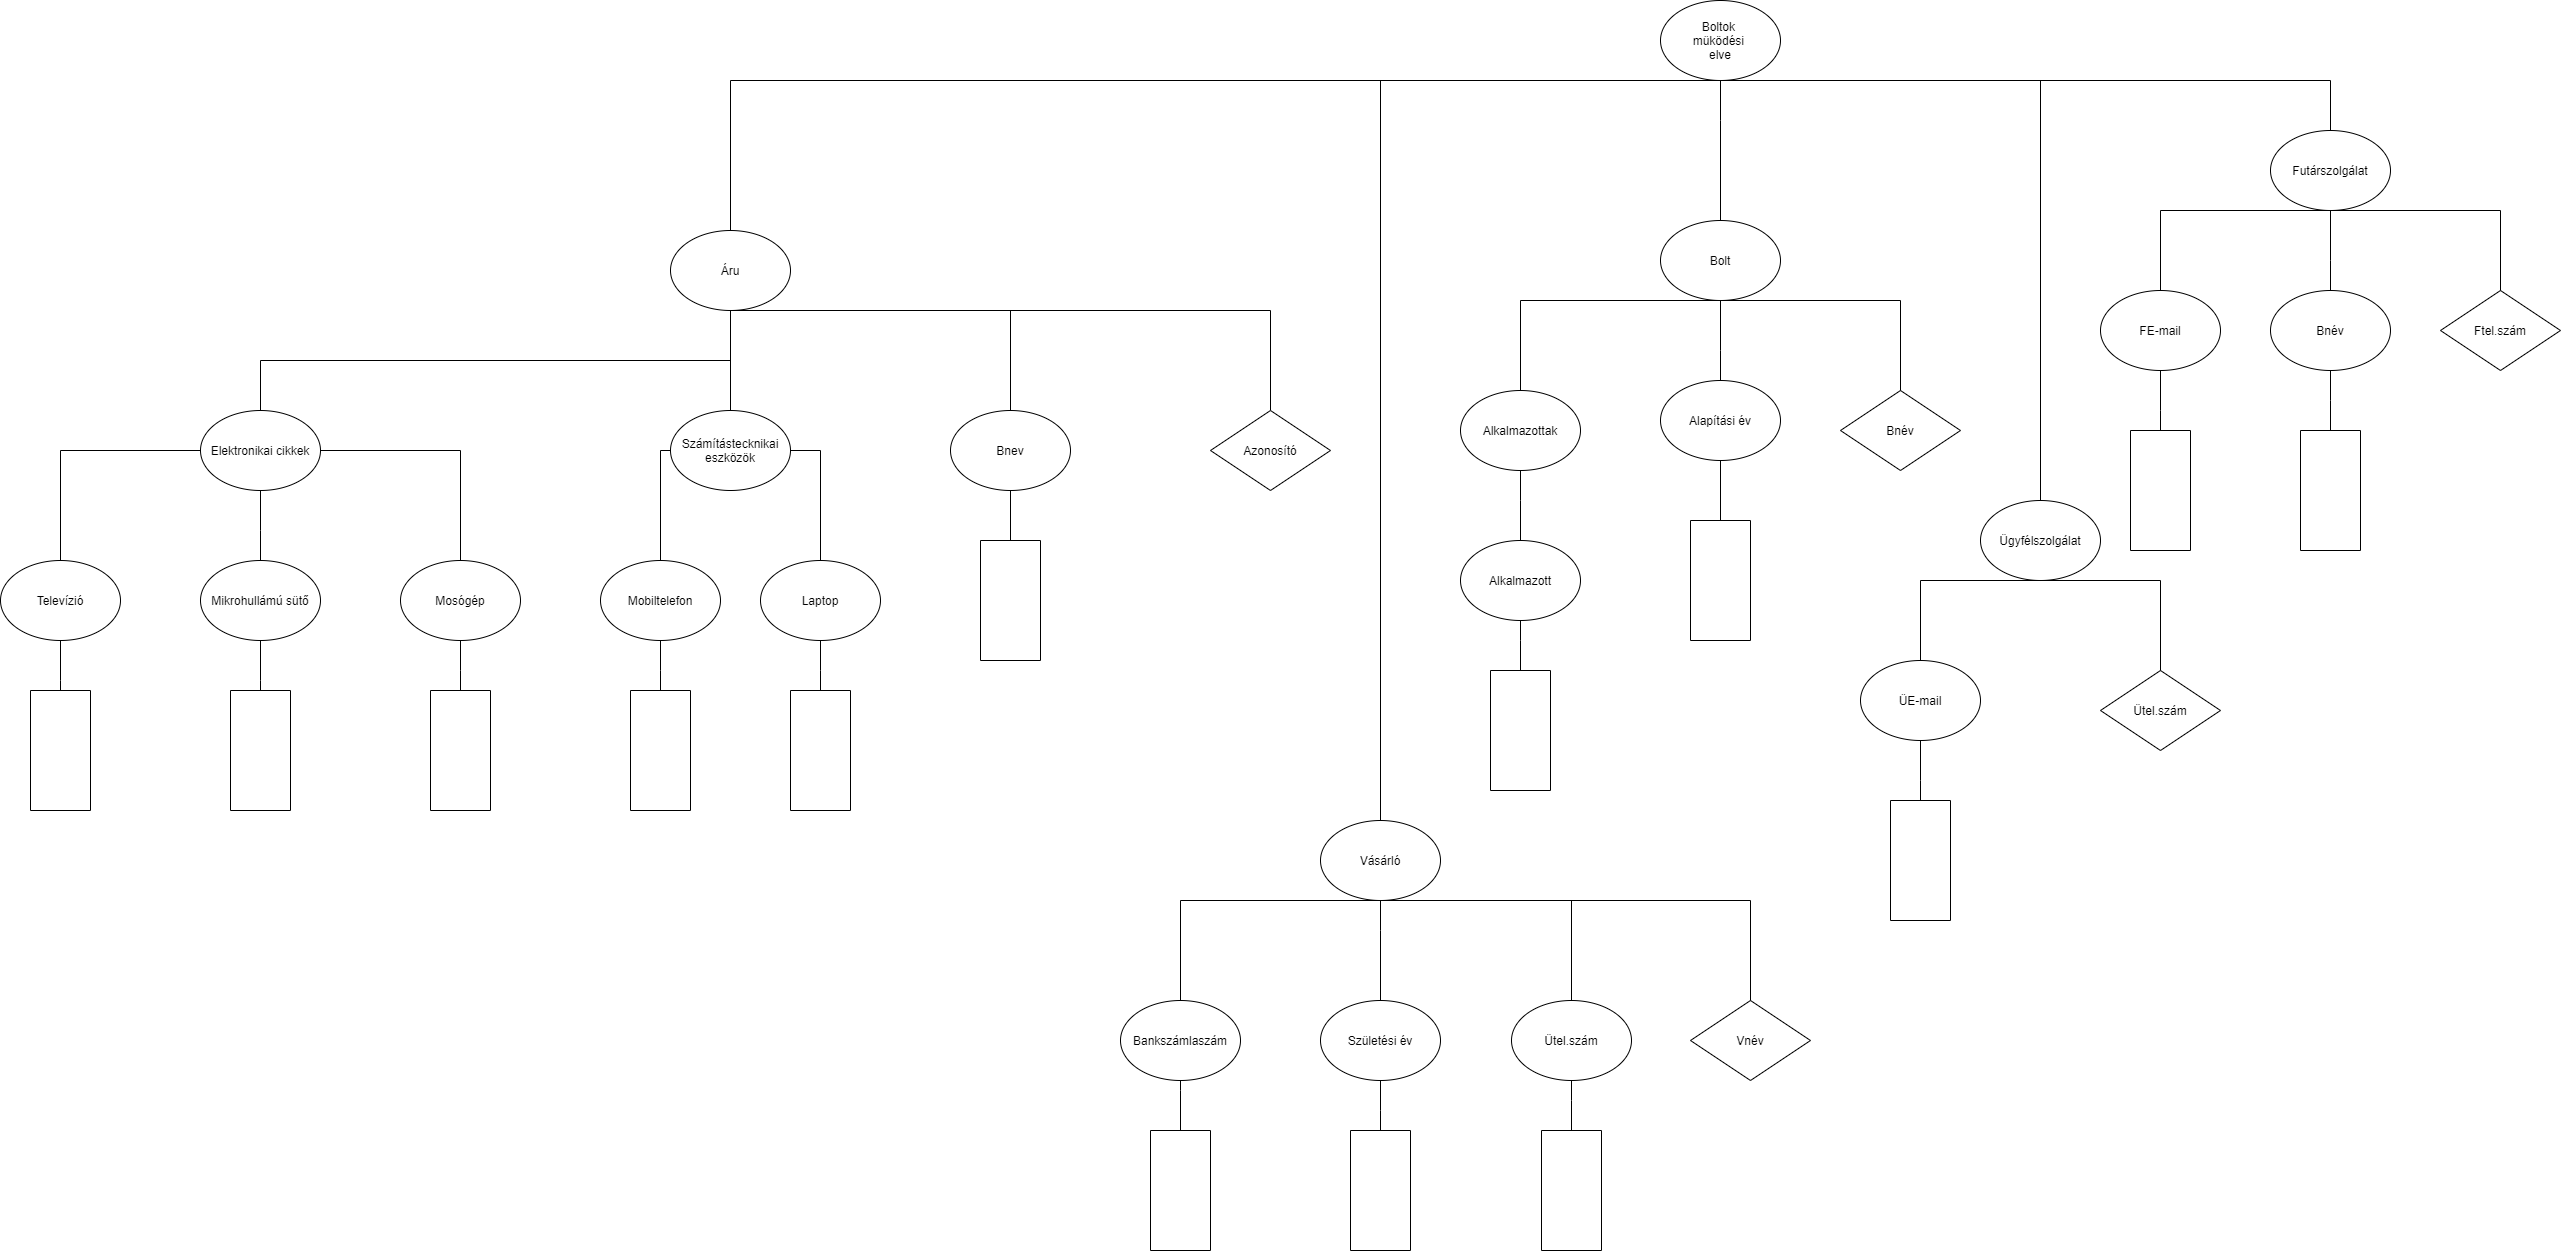 Boltok
müködési
elve
Futárszolgálat
Áru
Bolt
FE-mail
Bnév
Ftel.szám
Alkalmazottak
Alapítási év
Bnév
Elektronikai cikkek
Számítástecknikai
eszközök
Bnev
Azonosító
Ügyfélszolgálat
Televízió
Mikrohullámú sütő
Mosógép
Mobiltelefon
Laptop
Alkalmazott
ÜE-mail
Ütel.szám
Vásárló
Bankszámlaszám
Születési év
Ütel.szám
Vnév